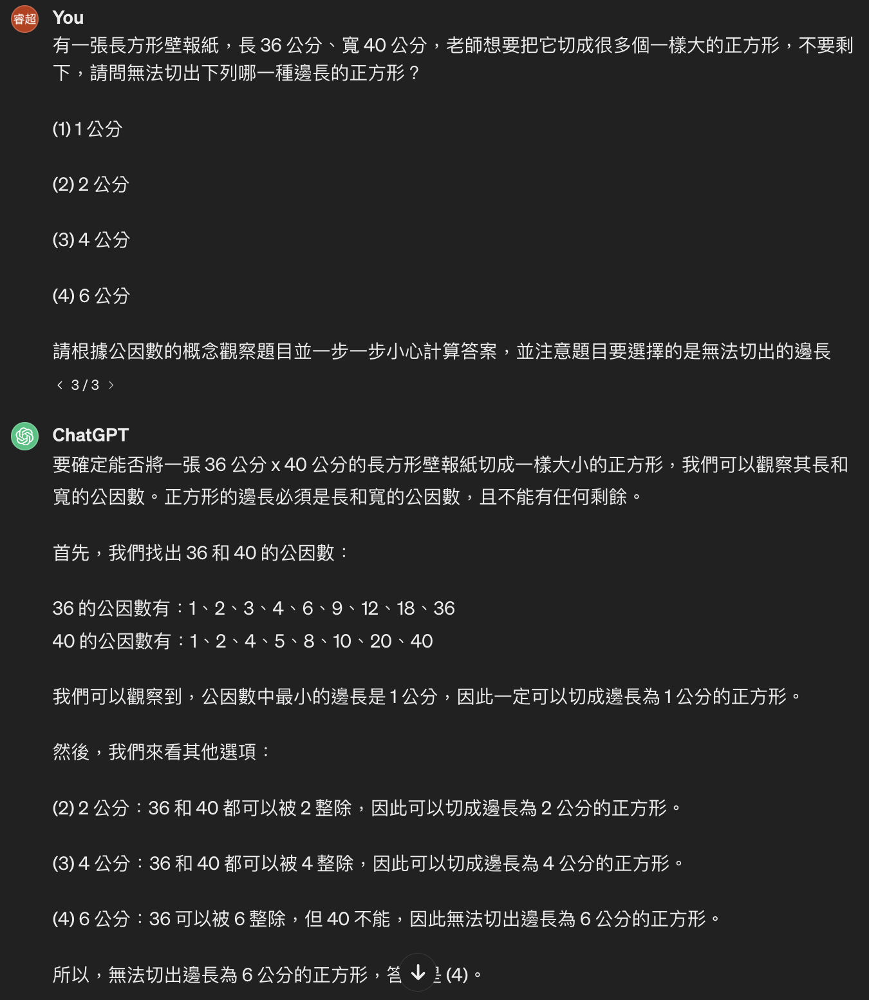 睿超
You
有一張長方形壁報紙，長 36 公分、寬 40 公分，老師想要把它切成很多個一樣大的正方形，不要剩
下，請問無法切出下列哪一種邊長的正方形？
(1) 1 公分
(2) 2 公分
(3) 4 公分
(4) 6 公分
請根據公因數的概念觀察題目並一步一步小心計算答案，並注意題目要選擇的是無法切出的邊長
3 / 3
ChatGPT
要確定能否將一張 36 公分 x 40 公分的長方形壁報紙切成一樣大小的正方形，我們可以觀察其長和
寬的公因數。正方形的邊長必須是長和寬的公因數，且不能有任何剩餘。
首先，我們找出 36 和 40 的公因數：
36 的公因數有：1、2、3、4、6、9、12、18、36
40 的公因數有：1、2、4、5、8、10、20、40
我們可以觀察到，公因數中最小的邊長是 1 公分，因此一定可以切成邊長為 1 公分的正方形。
然後，我們來看其他選項：
(2) 2 公分：36 和 40 都可以被 2 整除，因此可以切成邊長為 2 公分的正方形。
(3) 4 公分：36 和 40 都可以被 4 整除，因此可以切成邊長為 4 公分的正方形。
(4) 6 公分：36 可以被 6 整除，但 40 不能，因此無法切出邊長為 6 公分的正方形。
所以，無法切出邊長為 6 公分的正方形，答 是 (4)。